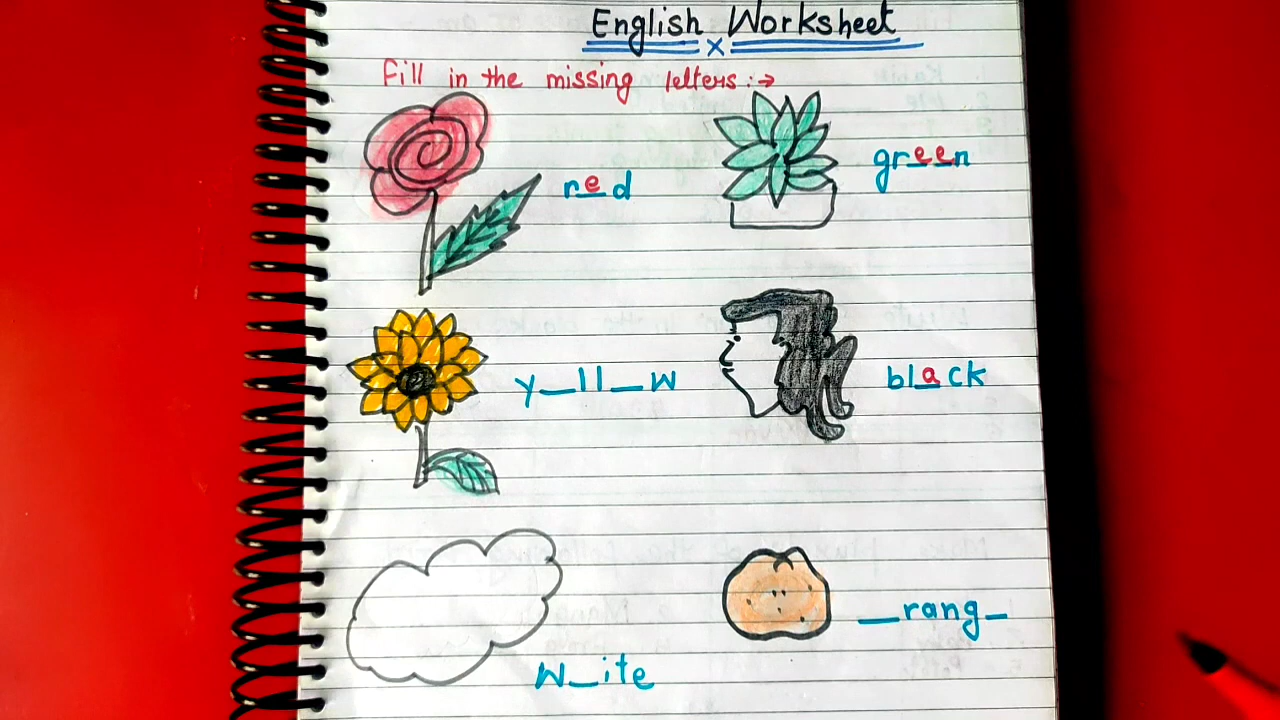 English Worksheet
Fill in the missing letters :→
red
green
y_ll_w
black
w_ite
_rang_